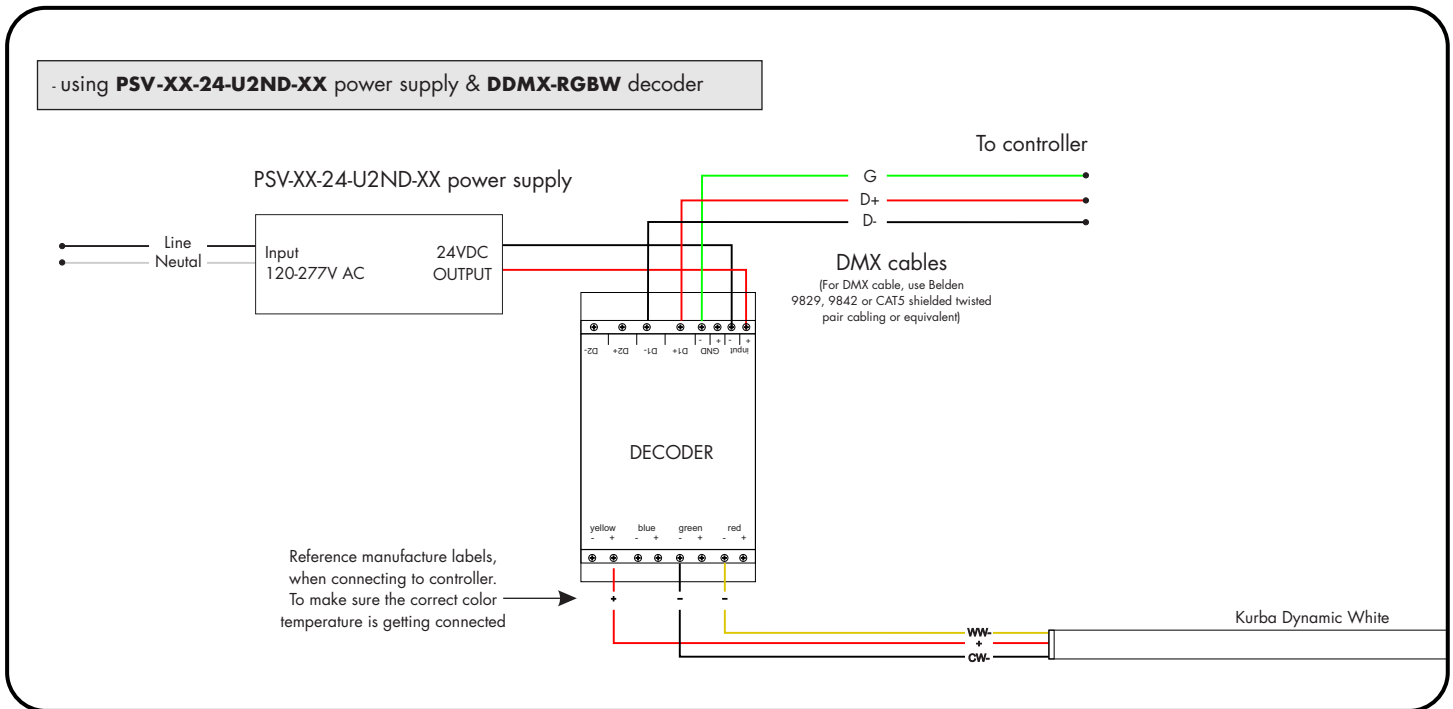 - using PSV-XX-24-U2ND-XX power supply & DDMX-RGBW decoder
To controller
PSV-XX-24-U2ND-XX power supply
G
D+
D-
Line
Neutal
Input
120-277V AC
24VDC
OUTPUT
DMX cables
(For DMX cable, use Belden
9829, 9842 or CAT5 shielded twisted
pair cabling or equivalent)
- + - +
D2- D2+ D1- D1+ GND input
DECODER
yellow blue green red
- + - + - + - +
Reference manufacture labels,
when connecting to controller.
To make sure the correct color
temperature is getting connected
+ - -
WW-
+
CW-
Kurba Dynamic White